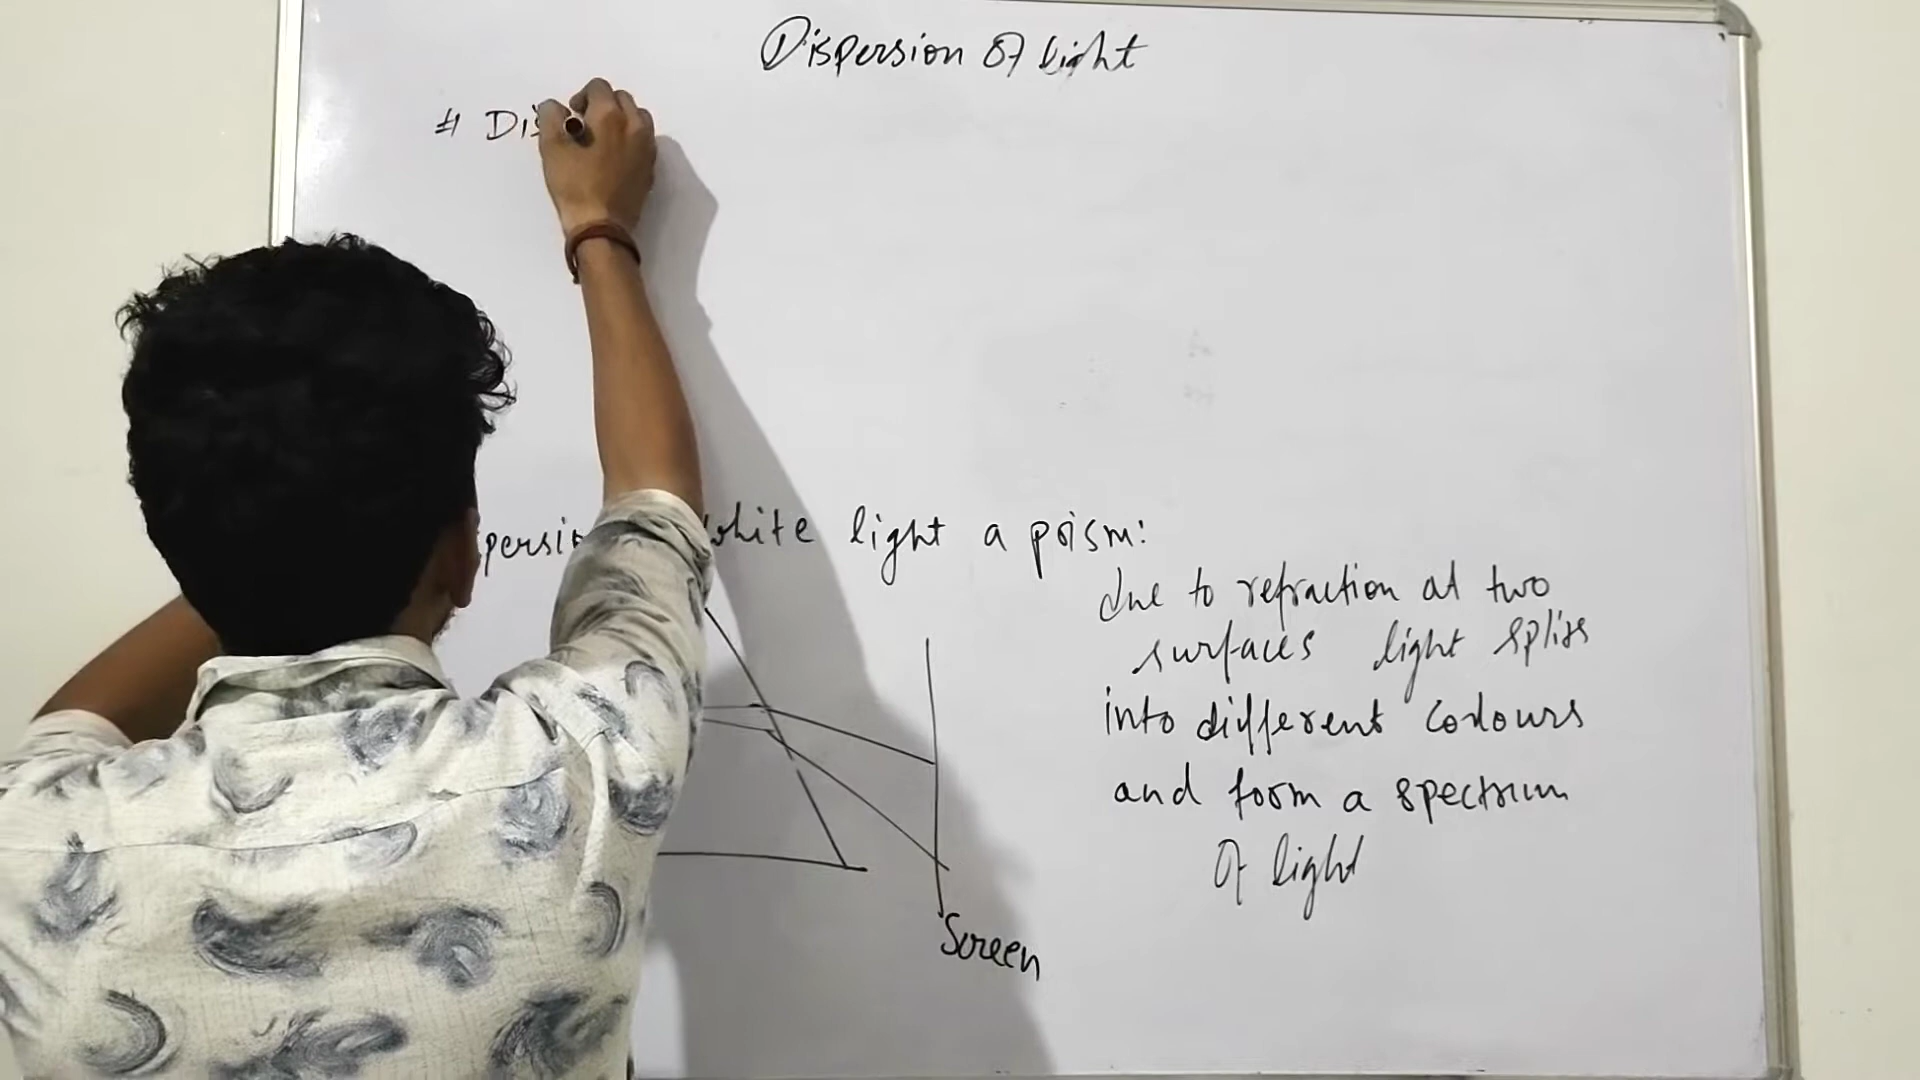 Dispersion Of light
# Dis
persi white light a prism:
due to refraction at two
surfaces light splits
into different colours
and form a spectrum
Of light
Screen